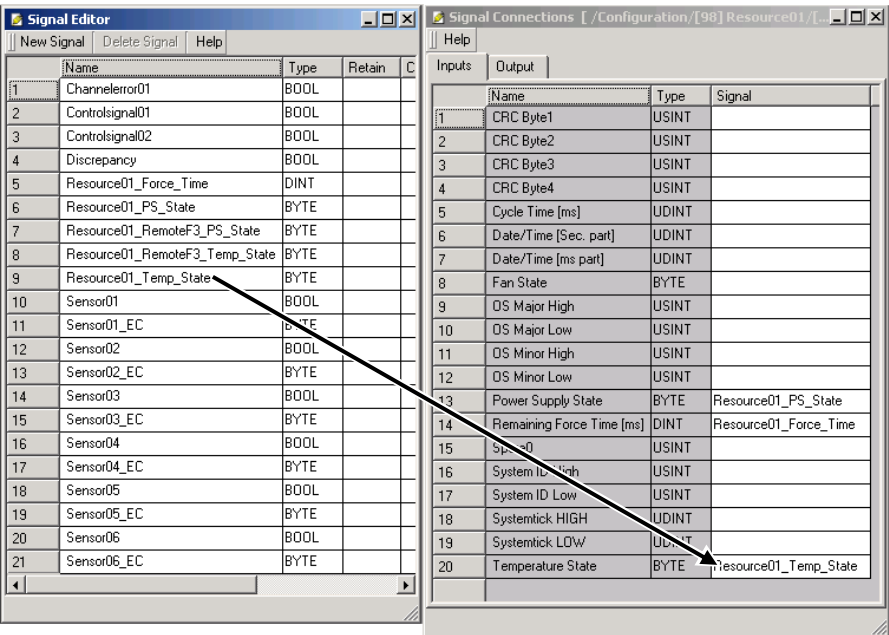 Signal Editor
New Signal Delete Signal Help
Name Type Retain C
1 Channelerror01 BOOL
2 Controlsignal01 BOOL
3 Controlsignal02 BOOL
4 Discrepancy BOOL
5 Resource01_Force_Time DINT
6 Resource01_PS_State BYTE
7 Resource01_RemoteF3_PS_State BYTE
8 Resource01_RemoteF3_Temp_State BYTE
9 Resource01_Temp_State BYTE
10 Sensor01 BOOL
11 Sensor01_EC BYTE
12 Sensor02 BOOL
13 Sensor02_EC BYTE
14 Sensor03 BOOL
15 Sensor03_EC BYTE
16 Sensor04 BOOL
17 Sensor04_EC BYTE
18 Sensor05 BOOL
19 Sensor05_EC BYTE
20 Sensor06 BOOL
21 Sensor06_EC BYTE
Signal Connections [ /Configuration/[98] Resource01/[...
Help
Inputs Output
Name Type Signal
1 CRC Byte1 USINT
2 CRC Byte2 USINT
3 CRC Byte3 USINT
4 CRC Byte4 USINT
5 Cycle Time [ms] UDINT
6 Date/Time [Sec. part] UDINT
7 Date/Time [ms part] UDINT
8 Fan State BYTE
9 OS Major High USINT
10 OS Major Low USINT
11 OS Minor High USINT
12 OS Minor Low USINT
13 Power Supply State BYTE Resource01_PS_State
14 Remaining Force Time [ms] DINT Resource01_Force_Time
15 Spare0 USINT
16 System ID High USINT
17 System ID Low USINT
18 Systemtick HIGH UDINT
19 Systemtick LOW UDINT
20 Temperature State BYTE Resource01_Temp_State